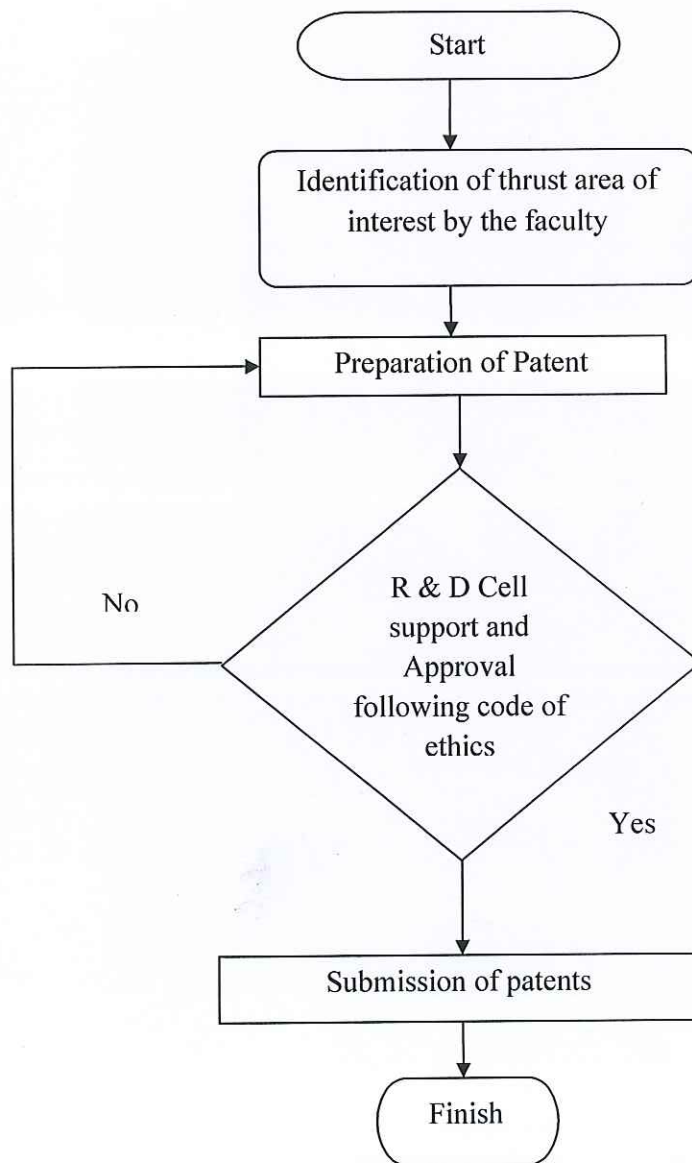 Start
Identification of thrust area of
interest by the faculty
Preparation of Patent
R & D Cell
support and
Approval
following code of
ethics
No
Yes
Submission of patents
Finish